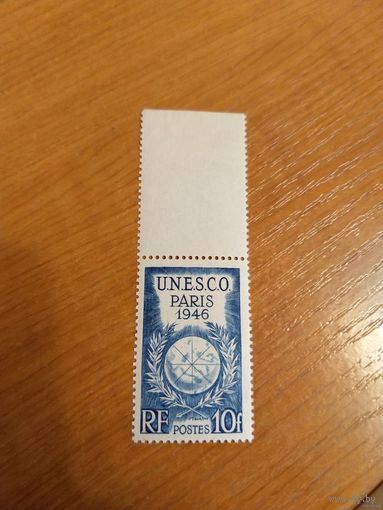 U.N.E.S.C.O.
PARIS
1946
RF POSTES 10f